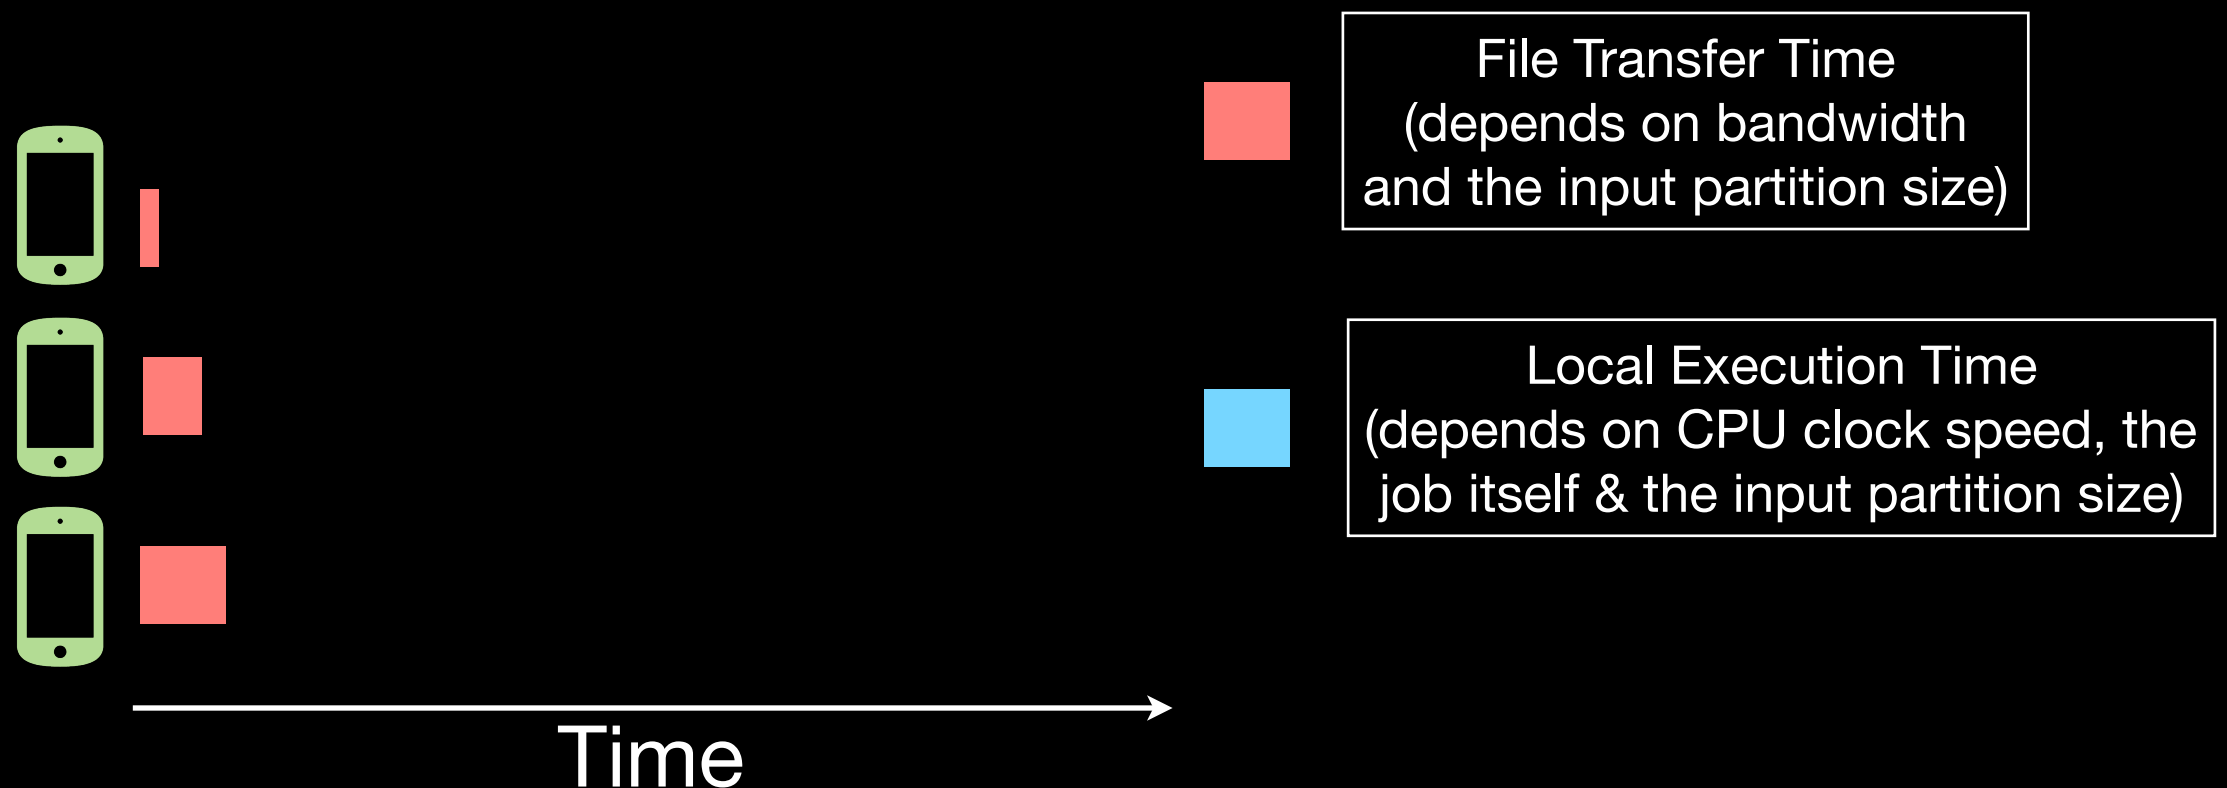 File Transfer Time
(depends on bandwidth
and the input partition size)
Local Execution Time
(depends on CPU clock speed, the
job itself & the input partition size)
Time